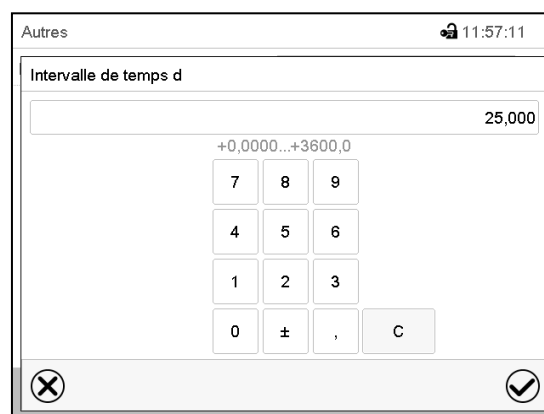 Autres 11:57:11
Intervalle de temps d
25,000
+0,0000...+3600,0
7 8 9
4 5 6
1 2 3
0 ± , C